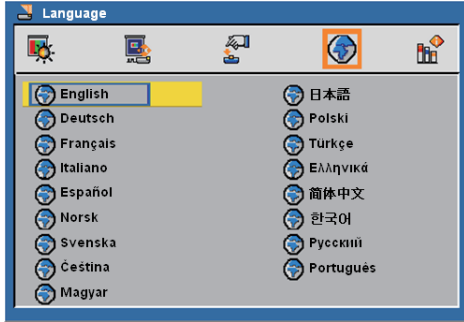 Language
English
Deutsch
Français
Italiano
Español
Norsk
Svenska
Čeština
Magyar
日本語
Polski
Türkçe
Ελληνικά
简体中文
한국어
Русский
Português